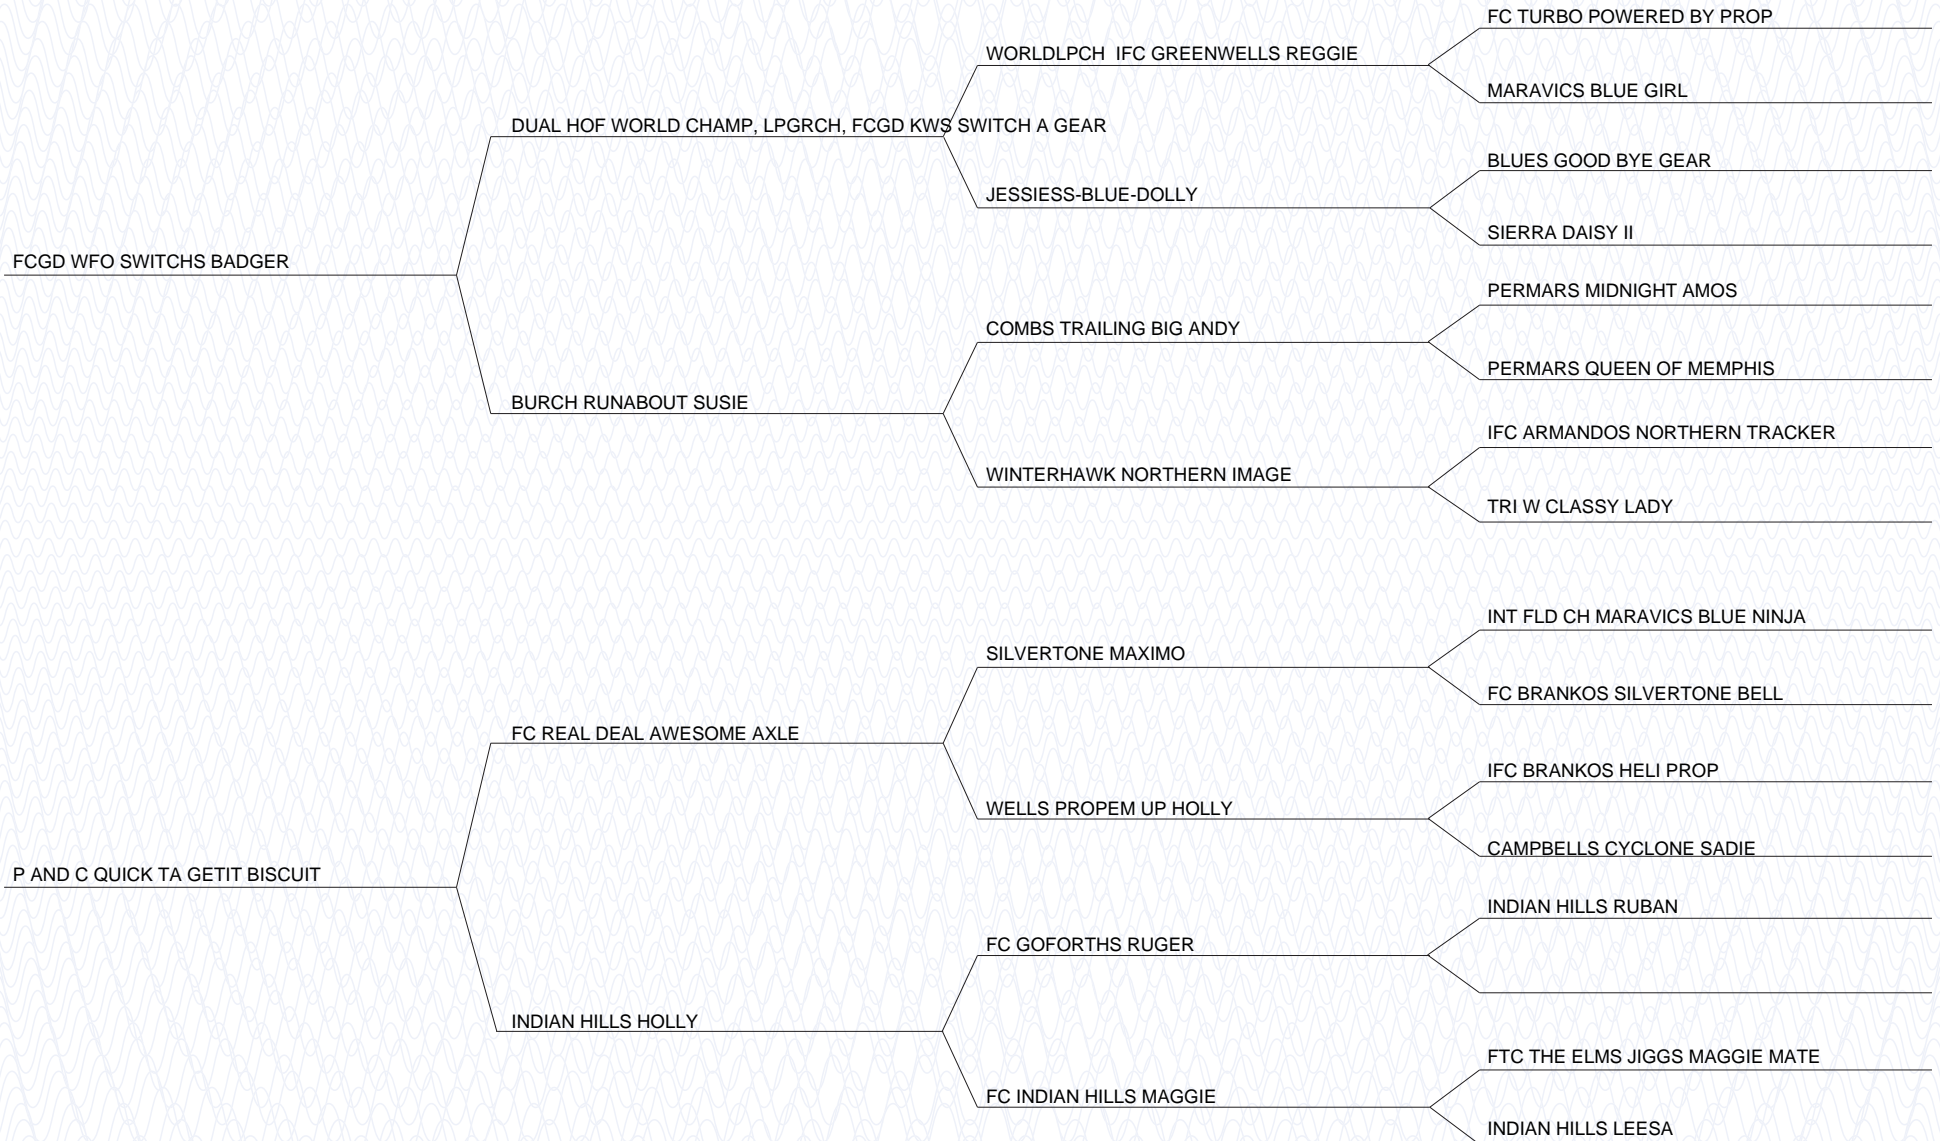 FC TURBO POWERED BY PROP
WORLDLPCH  IFC GREENWELLS REGGIE
MARAVICS BLUE GIRL
DUAL HOF WORLD CHAMP, LPGRCH, FCGD KWS SWITCH A GEAR
BLUES GOOD BYE GEAR
JESSIESS-BLUE-DOLLY
SIERRA DAISY II
FCGD WFO SWITCHS BADGER
PERMARS MIDNIGHT AMOS
COMBS TRAILING BIG ANDY
PERMARS QUEEN OF MEMPHIS
BURCH RUNABOUT SUSIE
IFC ARMANDOS NORTHERN TRACKER
WINTERHAWK NORTHERN IMAGE
TRI W CLASSY LADY
INT FLD CH MARAVICS BLUE NINJA
SILVERTONE MAXIMO
FC BRANKOS SILVERTONE BELL
FC REAL DEAL AWESOME AXLE
IFC BRANKOS HELI PROP
WELLS PROPEM UP HOLLY
CAMPBELLS CYCLONE SADIE
P AND C QUICK TA GETIT BISCUIT
INDIAN HILLS RUBAN
FC GOFORTHS RUGER
INDIAN HILLS HOLLY
FTC THE ELMS JIGGS MAGGIE MATE
FC INDIAN HILLS MAGGIE
INDIAN HILLS LEESA